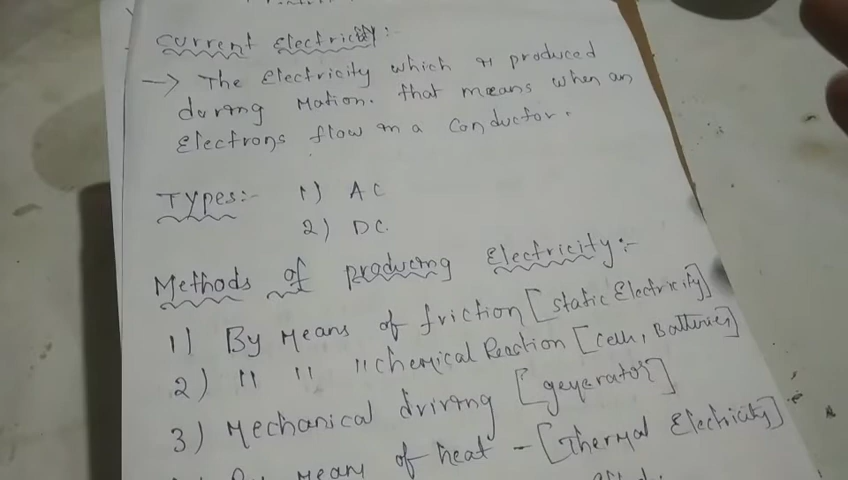 Current Electricity:-
→ The Electricity which is produced
during Motion. that means when an
Electrons flow in a conductor.
Types:- 1) AC
2) DC.
Methods of producing Electricity:-
1) By Means of friction [static Electricity]
2) " " " chemical Reaction [cells, Batteries]
3) Mechanical driving [generator]
By Means of heat - [Thermal Electricity]